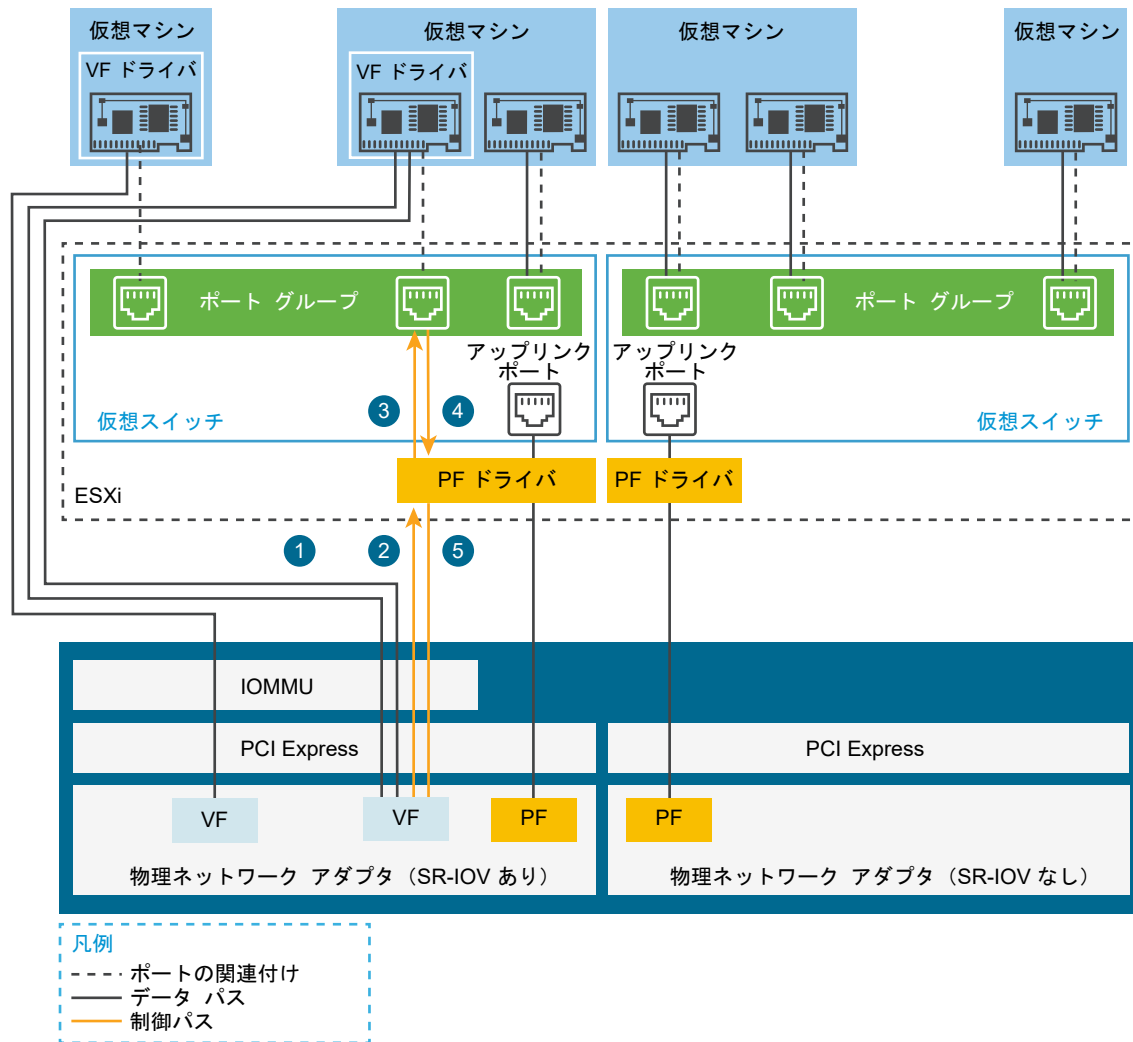 仮想マシン
仮想マシン
仮想マシン
仮想マシン
VF ドライバ
VF ドライバ
ポート グループ
ポート グループ
アップリンク
ポート
アップリンク
ポート
3
4
仮想スイッチ
仮想スイッチ
PF ドライバ
PF ドライバ
ESXi
1
2
5
IOMMU
PCI Express
PCI Express
VF
VF
PF
PF
物理ネットワーク アダプタ（SR-IOV あり）
物理ネットワーク アダプタ（SR-IOV なし）
凡例
ポートの関連付け
データ パス
制御パス